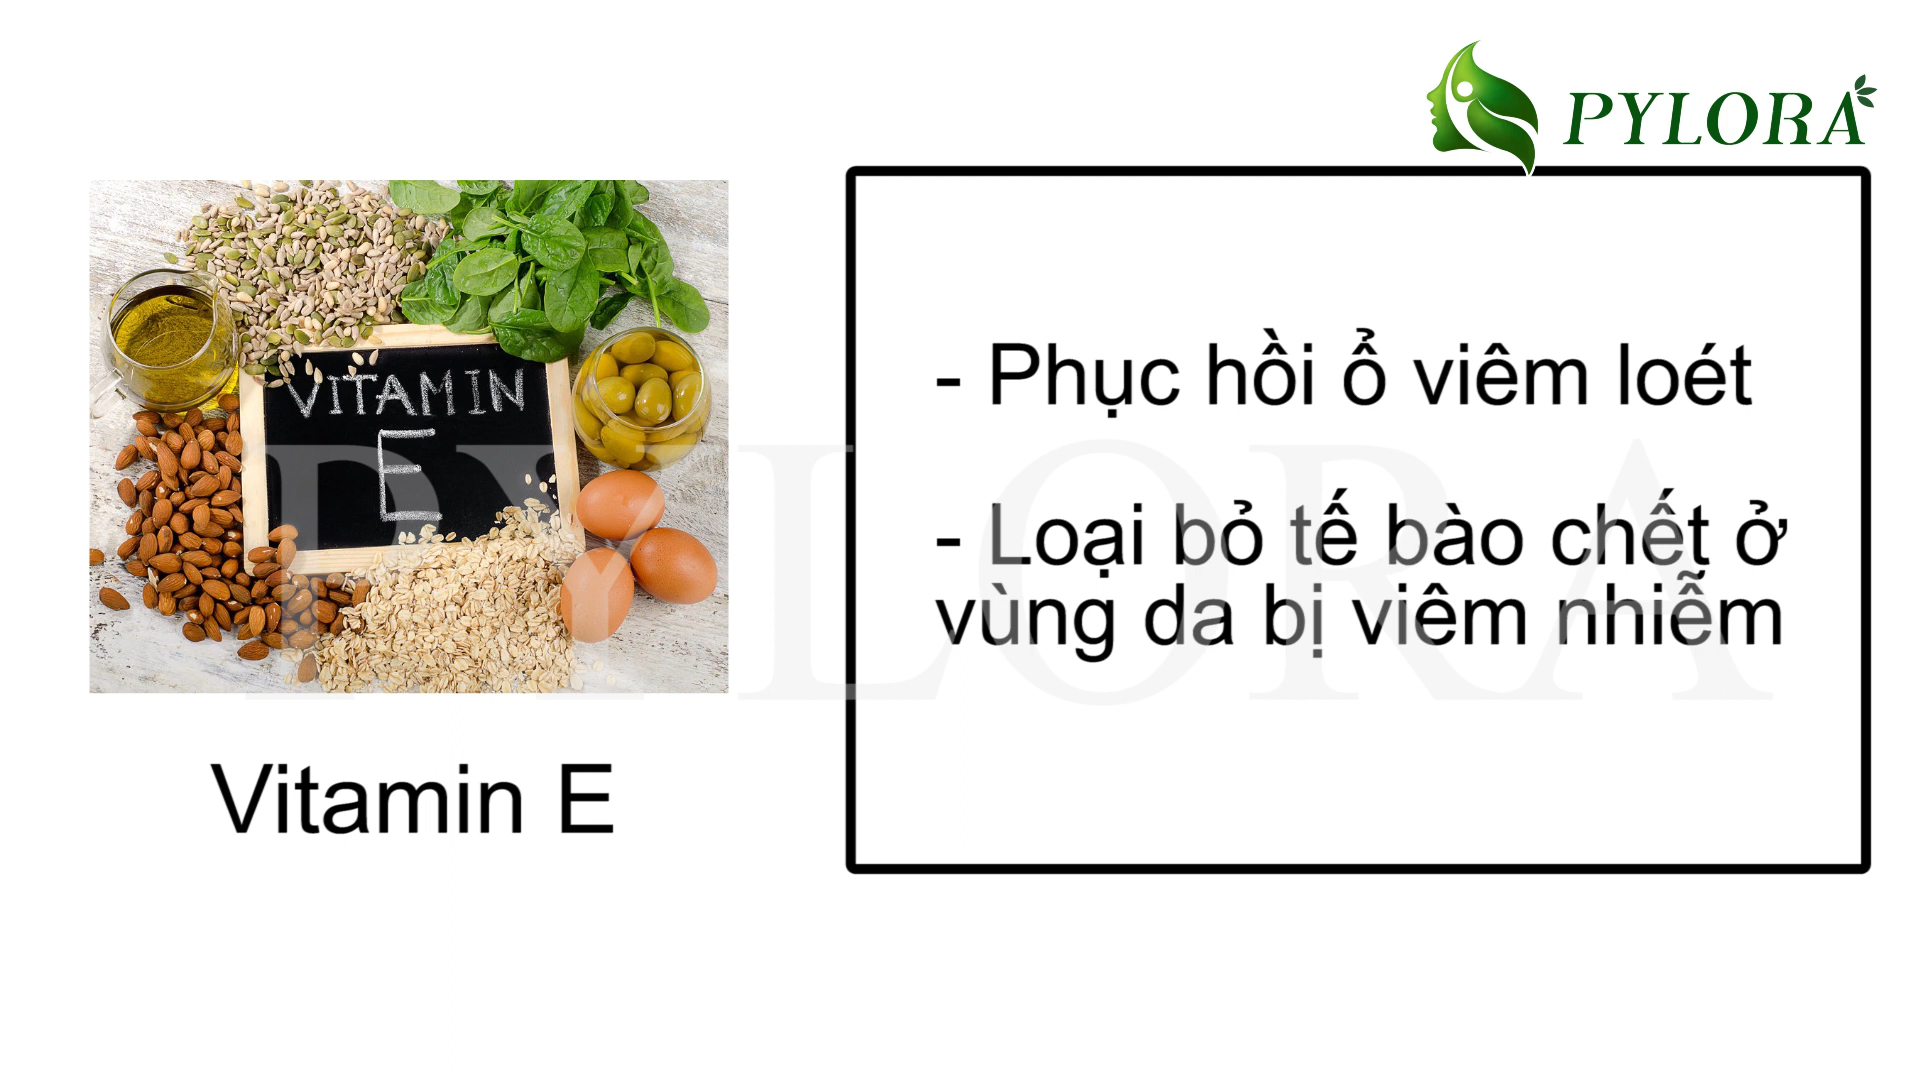 PYLORA
VITAMIN
E
- Phục hồi ổ viêm loét
- Loại bỏ tế bào chết ở
vùng da bị viêm nhiễm
PYLORA
Vitamin E